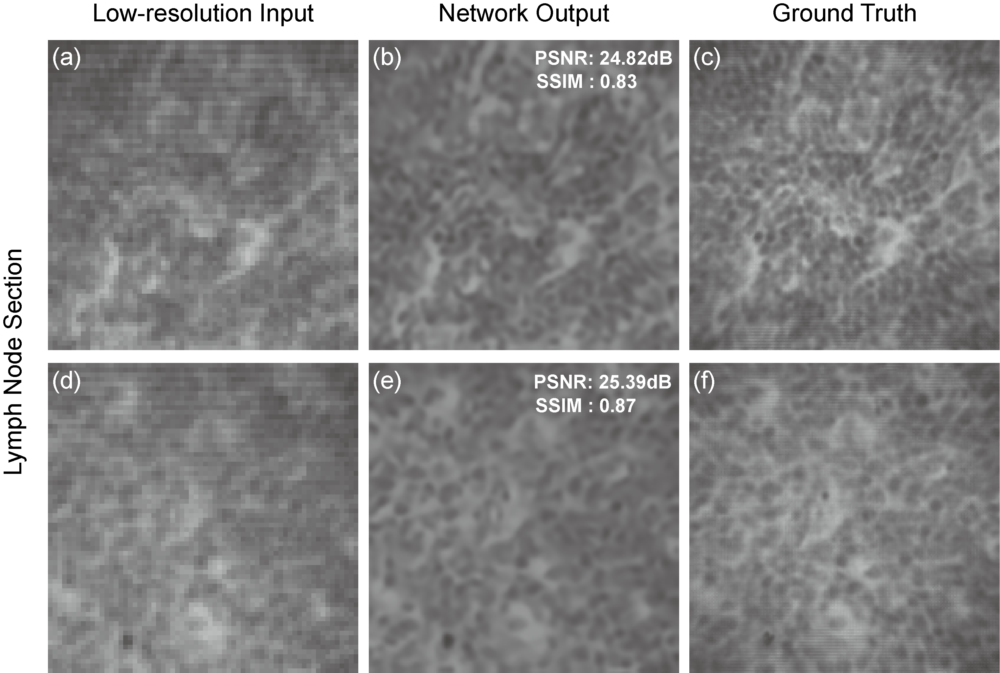 Low-resolution Input
Network Output
Ground Truth
Lymph Node Section
(a)
(b)
PSNR: 24.82dB
SSIM : 0.83
(c)
(d)
(e)
PSNR: 25.39dB
SSIM : 0.87
(f)